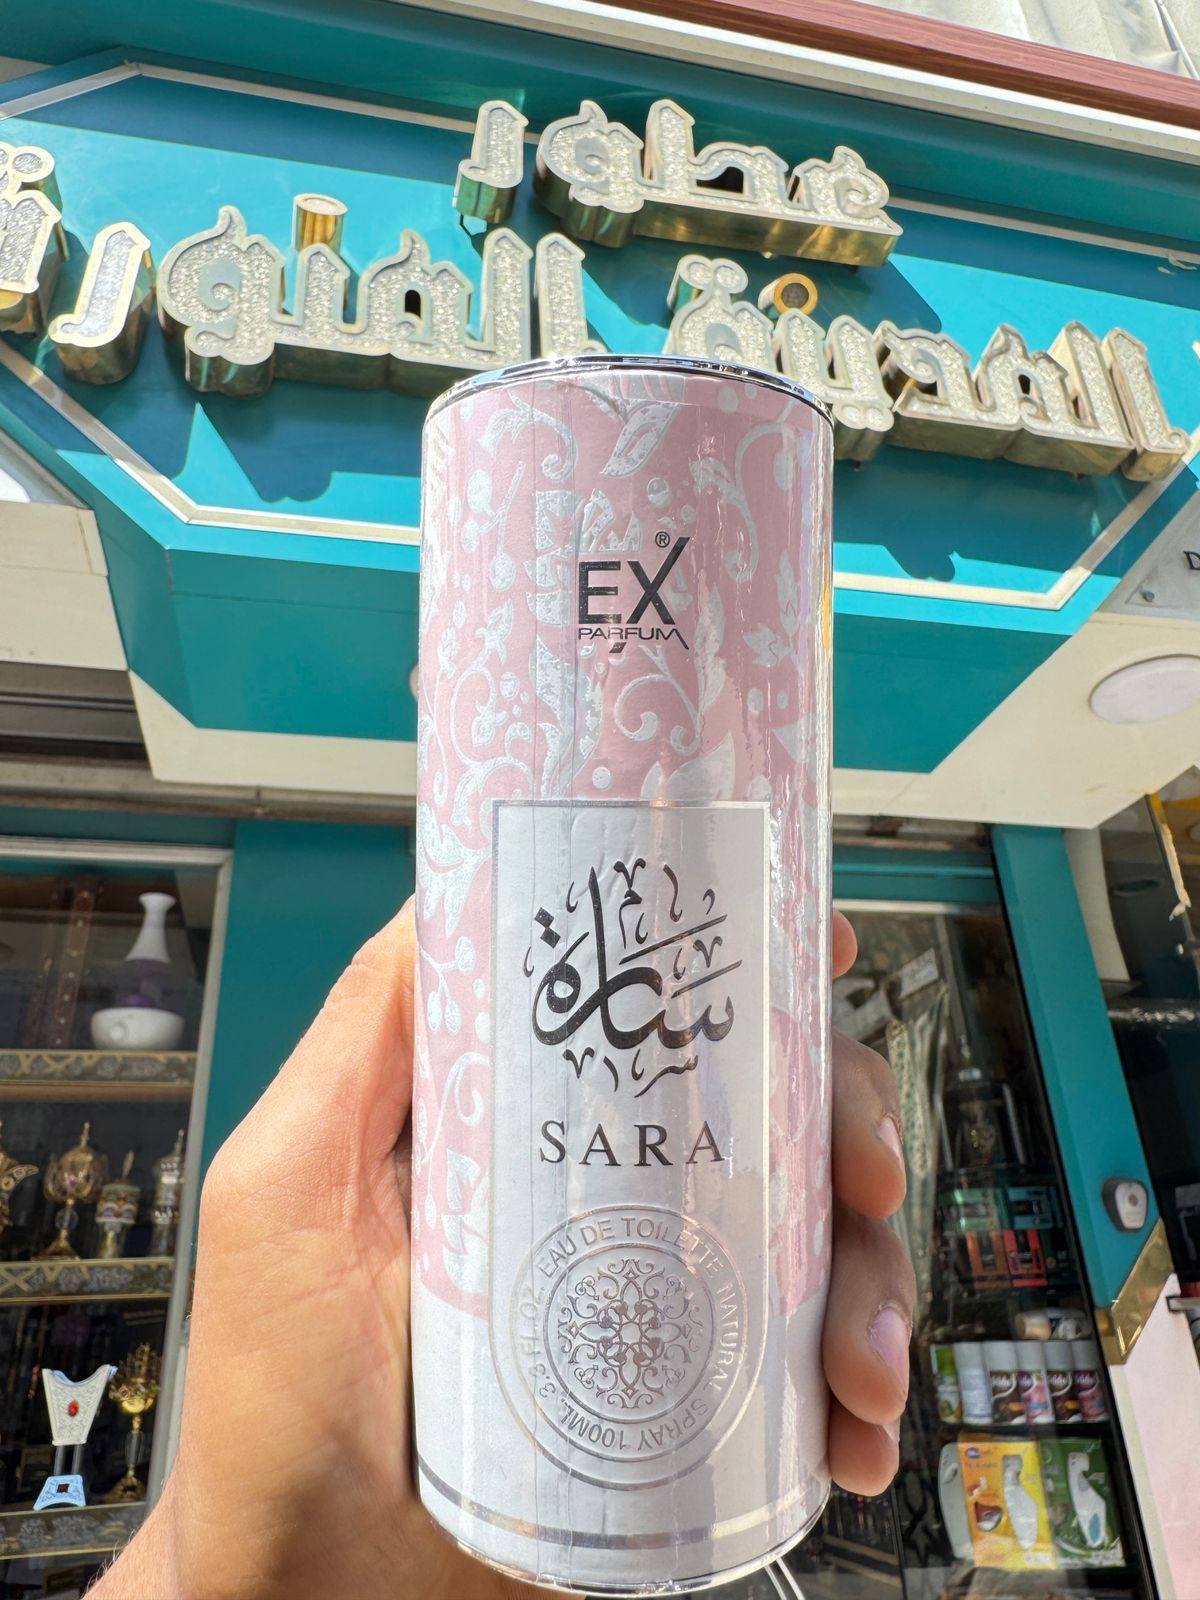 عطور
المدينة المنورة
EX®
PARFUM
سارة
SARA
3.3 FL.OZ. EAU DE TOILETTE NATURAL SPRAY 100ML.